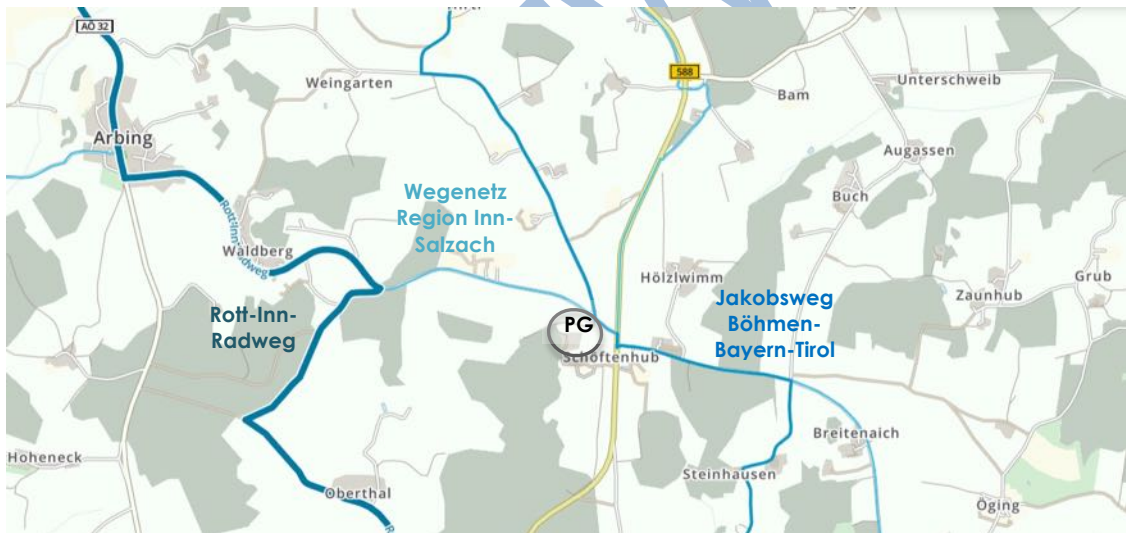 AÖ 32
588
Weingarten
Unterschweib
Bam
Arbing
Augassen
Wegenetz
Region Inn-
Salzach
Buch
Rott-Inn-Radweg
Waldberg
Hölzlwimm
Grub
Zaunhub
Rott-Inn-
Radweg
Jakobsweg
Böhmen-
Bayern-Tirol
PG
Schöftenhub
Breitenaich
Hoheneck
Steinhausen
Oberthal
Öging